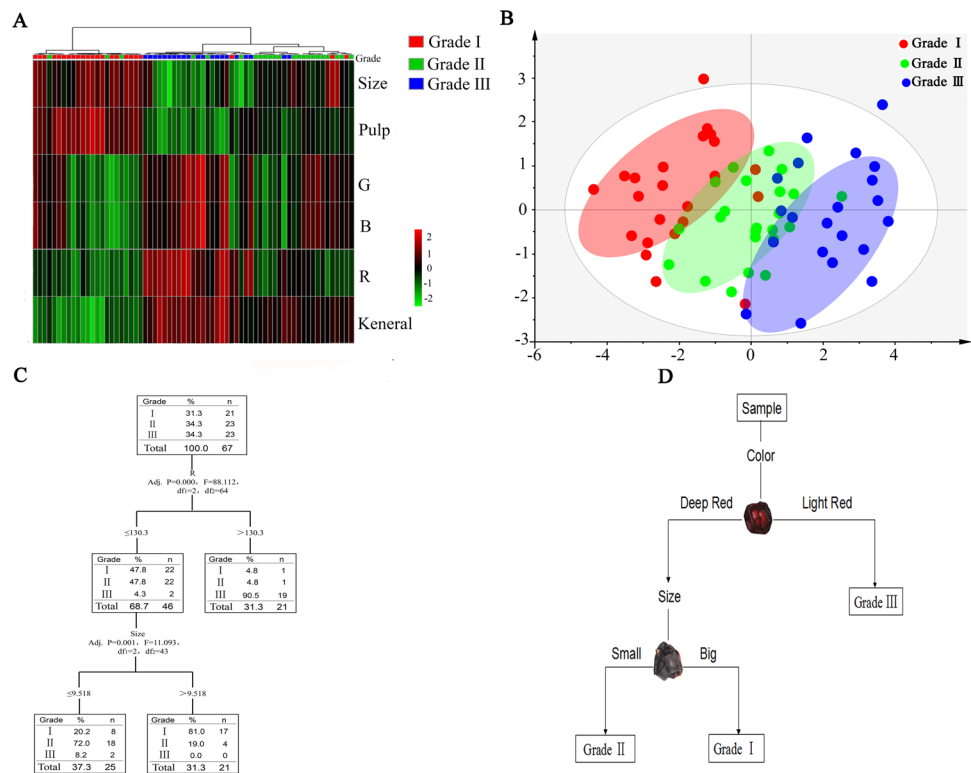 A
Grade
Grade I
Grade II
Grade III
Size
Pulp
G
B
R
Keneral
2
1
0
-1
-2
B
Grade I
Grade II
Grade III
3
2
1
0
-1
-2
-3
-6
-4
-2
0
2
4
C
Grade % n
I 31.3 21
II 34.3 23
III 34.3 23
Total 100.0 67
R
Adj. P=0.000, F=88.112,
df1=2, df2=64
≤130.3
>130.3
Grade % n
I 47.8 22
II 47.8 22
III 4.3 2
Total 68.7 46
Grade % n
I 4.8 1
II 4.8 1
III 90.5 19
Total 31.3 21
Size
Adj. P=0.001, F=11.093,
df1=2, df2=43
≤9.518
>9.518
Grade % n
I 20.2 8
II 72.0 18
III 8.2 2
Total 37.3 25
Grade % n
I 81.0 17
II 19.0 4
III 0.0 0
Total 31.3 21
D
Sample
Color
Deep Red
Light Red
Size
Grade III
Small
Big
Grade II
Grade I